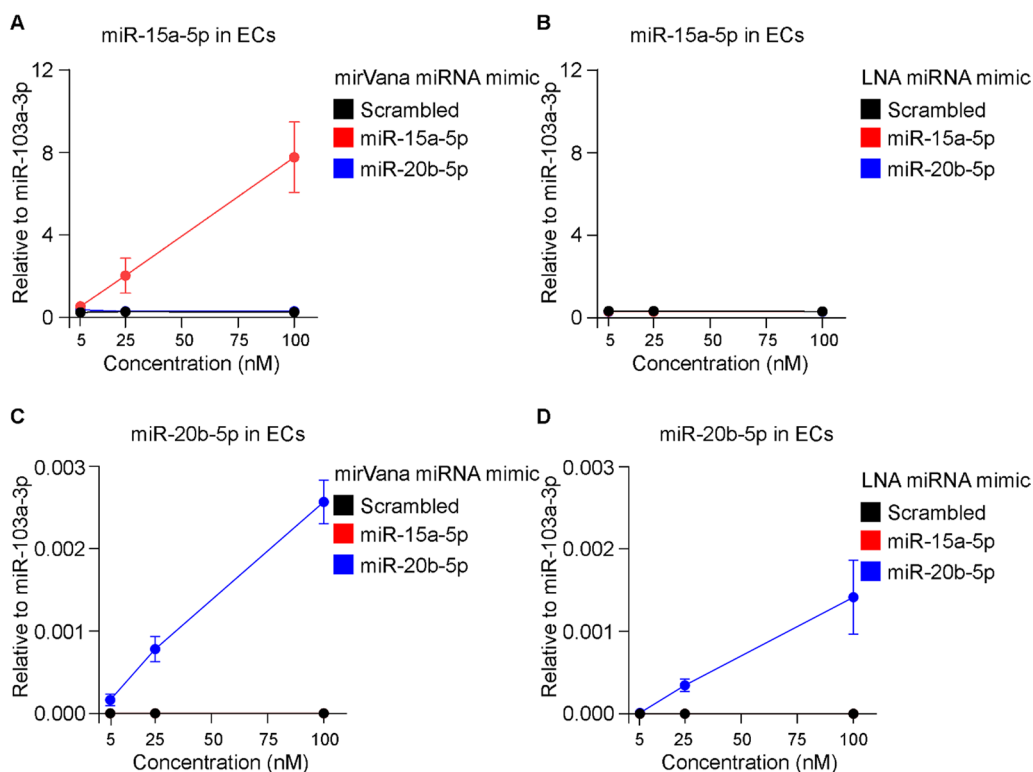 A
miR-15a-5p in ECs
Relative to miR-103a-3p
12
8
4
0
5
25
50
75
100
Concentration (nM)
mirVana miRNA mimic
Scrambled
miR-15a-5p
miR-20b-5p
B
miR-15a-5p in ECs
Relative to miR-103a-3p
12
8
4
0
5
25
50
75
100
Concentration (nM)
LNA miRNA mimic
Scrambled
miR-15a-5p
miR-20b-5p
C
miR-20b-5p in ECs
Relative to miR-103a-3p
0.003
0.002
0.001
0.000
5
25
50
75
100
Concentration (nM)
mirVana miRNA mimic
Scrambled
miR-15a-5p
miR-20b-5p
D
miR-20b-5p in ECs
Relative to miR-103a-3p
0.003
0.002
0.001
0.000
5
25
50
75
100
Concentration (nM)
LNA miRNA mimic
Scrambled
miR-15a-5p
miR-20b-5p